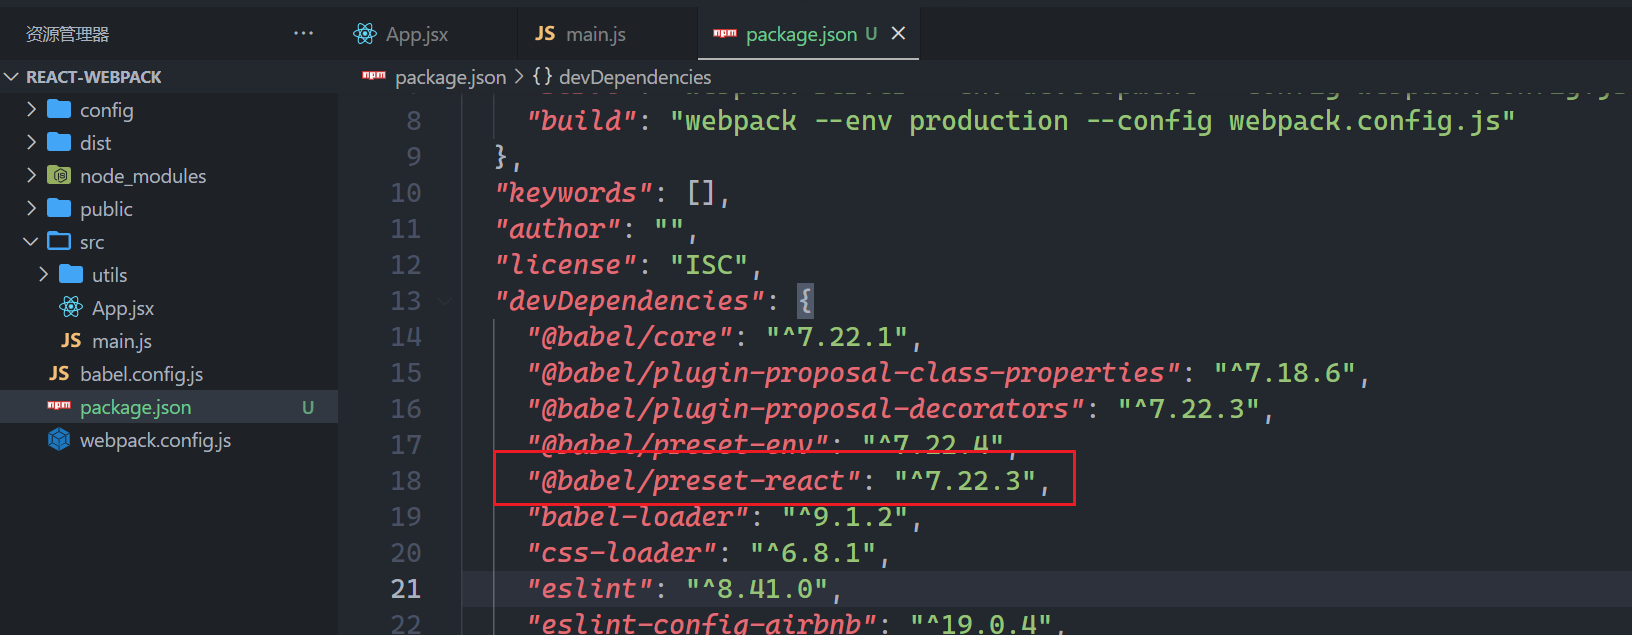 资源管理器 ···
REACT-WEBPACK
config
dist
node_modules
public
src
utils
App.jsx
JS main.js
JS babel.config.js
package.json U
webpack.config.js
App.jsx JS main.js package.json U
package.json > {} devDependencies
8 "build": "webpack --env production --config webpack.config.js"
9 },
10 "keywords": [],
11 "author": "",
12 "license": "ISC",
13 "devDependencies": {
14 "@babel/core": "^7.22.1",
15 "@babel/plugin-proposal-class-properties": "^7.18.6",
16 "@babel/plugin-proposal-decorators": "^7.22.3",
17 "@babel/preset-env": "^7.22.4",
18 "@babel/preset-react": "^7.22.3",
19 "babel-loader": "^9.1.2",
20 "css-loader": "^6.8.1",
21 "eslint": "^8.41.0",
22 "eslint-config-airbnb": "^19.0.4",